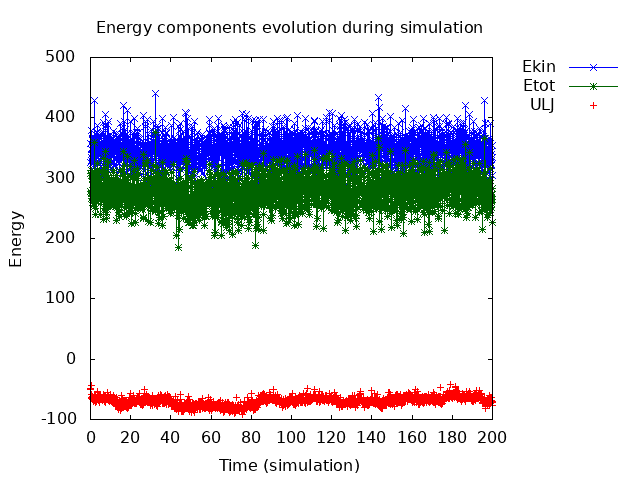 Energy components evolution during simulation
500
400
300
200
100
0
-100
0 20 40 60 80 100 120 140 160 180 200
Energy
Time (simulation)
Ekin
Etot
ULJ